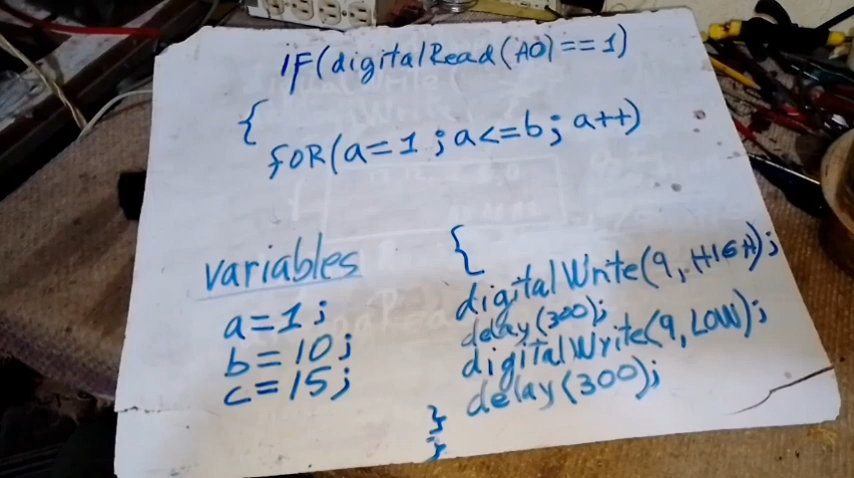 iF(digitalRead(A0)==1)
{
FOR(a=1;a<=b;a++)
variables
a=1;
b=10;
c=15;
{
digitalWrite(9,HIGH);
delay(300);
digitalWrite(9,LOW);
delay(300);
}
}